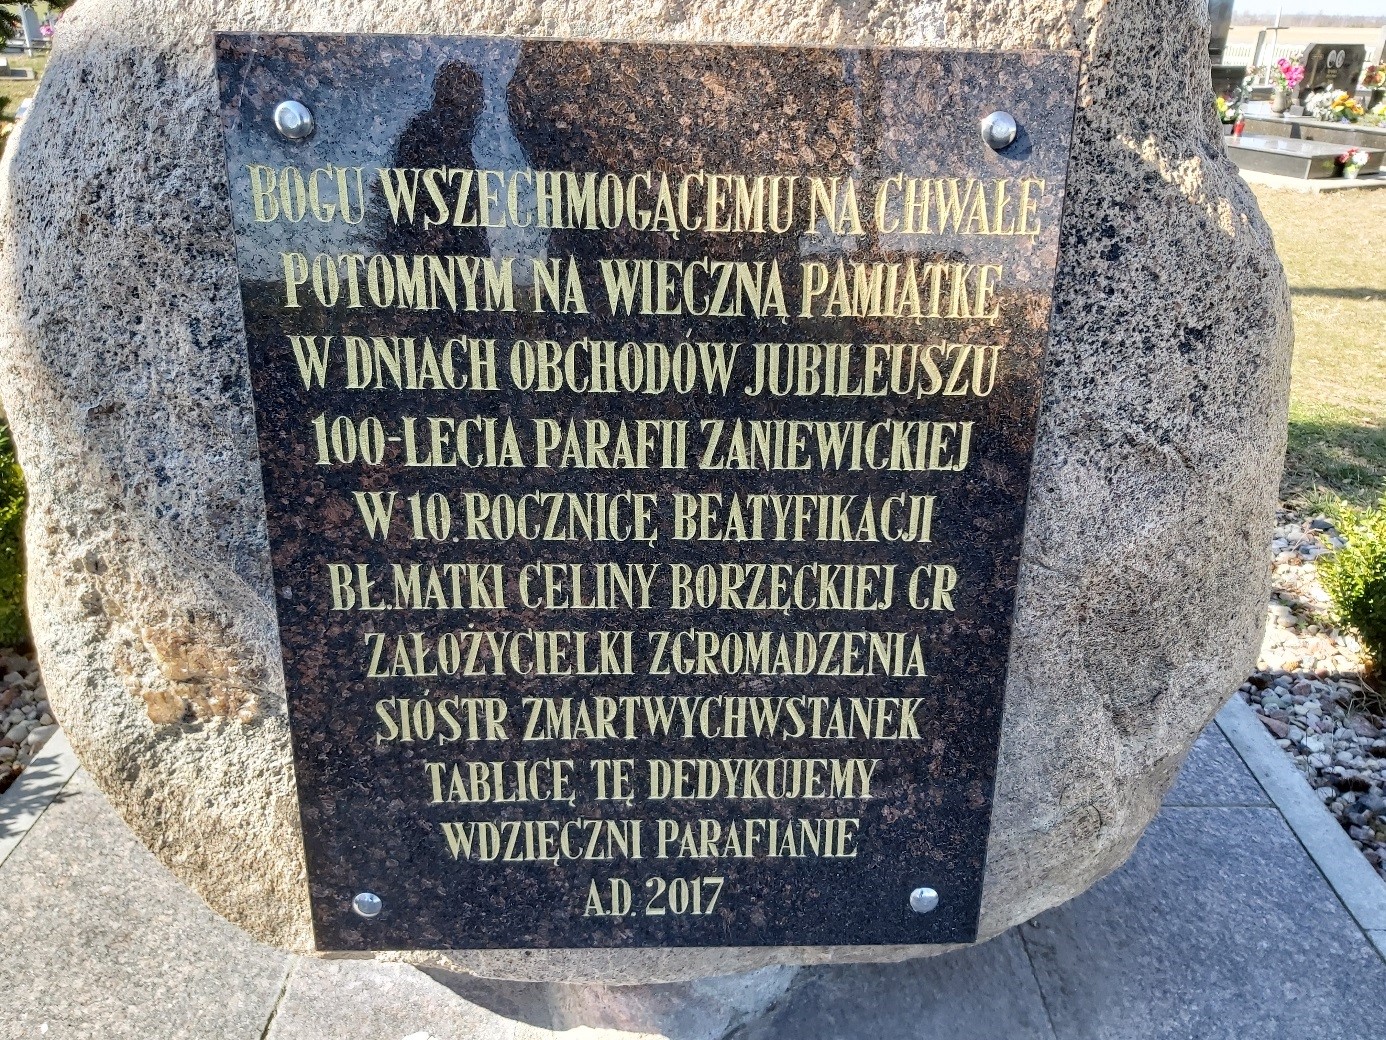 BOGU WSZECHMOGĄCEMU NA CHWAŁĘ
POTOMNYM NA WIECZNĄ PAMIĄTKĘ
W DNIACH OBCHODÓW JUBILEUSZU
100-LECIA PARAFII ZANIEWICKIEJ
W 10. ROCZNICĘ BEATYFIKACJI
BŁ. MATKI CELINY BORZĘCKIEJ CR
ZAŁOŻYCIELKI ZGROMADZENIA
SIÓSTR ZMARTWYCHWSTANEK
TABLICĘ TĘ DEDYKUJEMY
WDZIĘCZNI PARAFIANIE
A.D. 2017